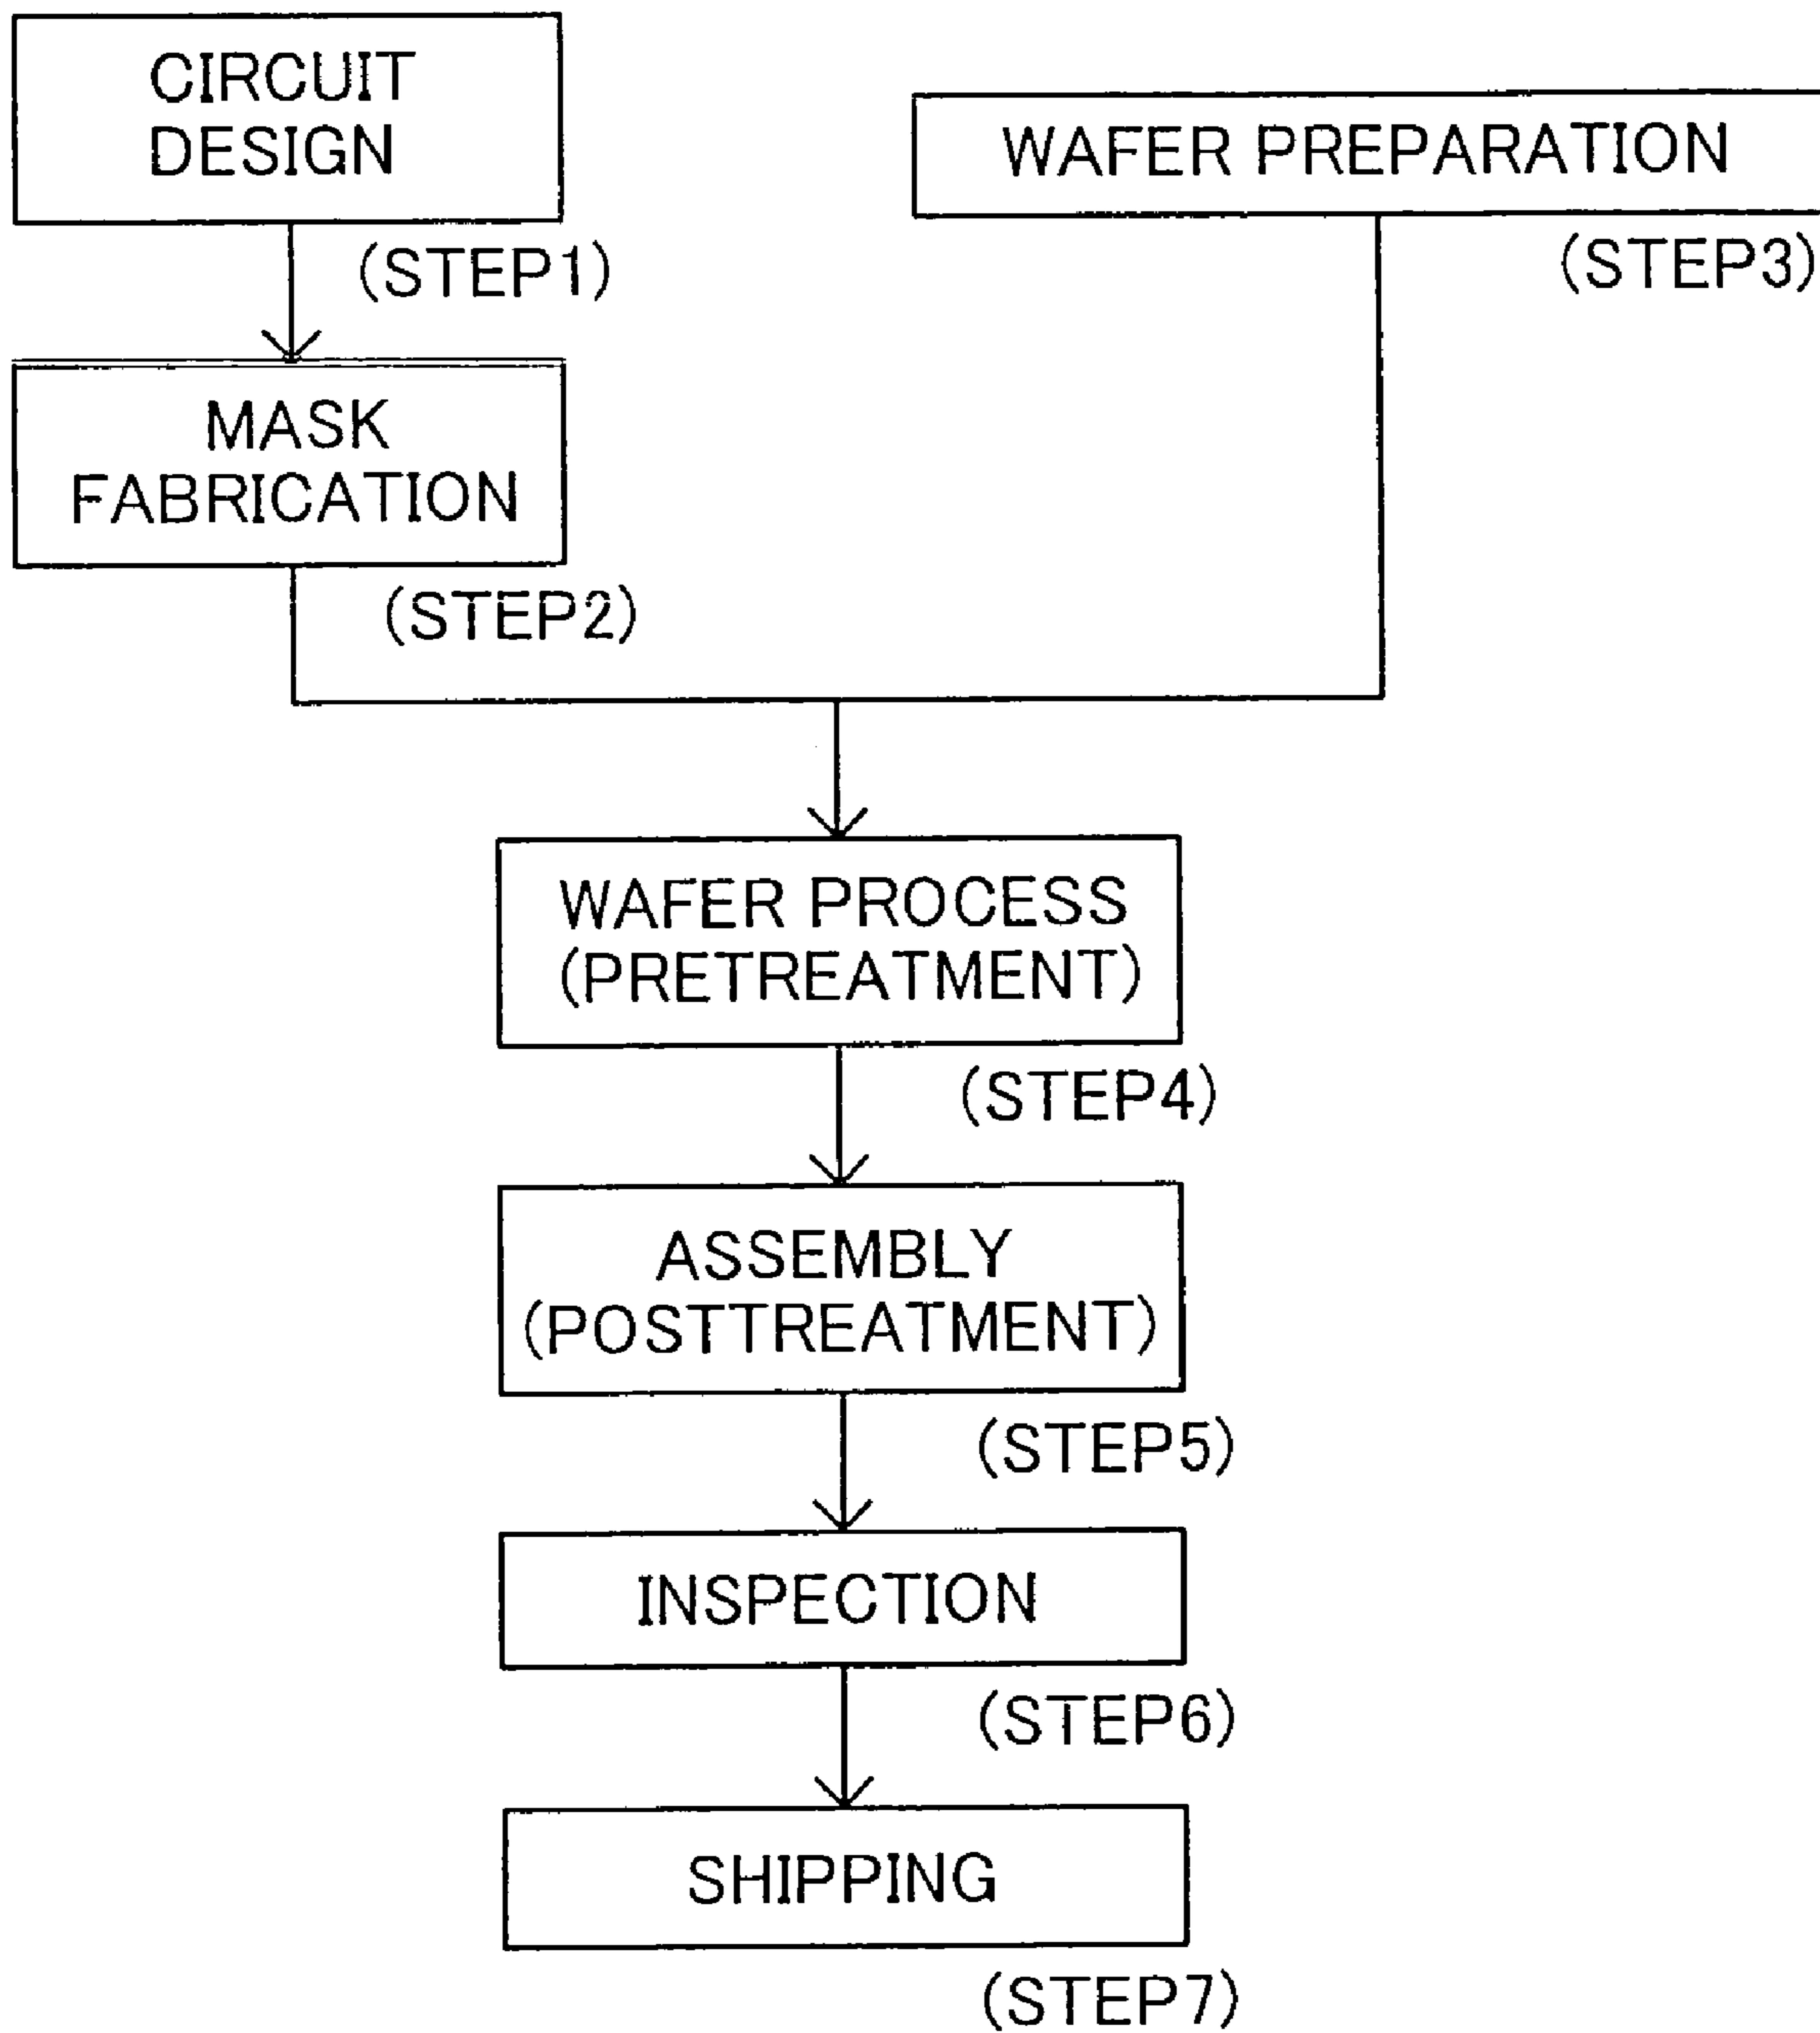 CIRCUIT
DESIGN
(STEP1)
WAFER PREPARATION
(STEP3)
MASK
FABRICATION
(STEP2)
WAFER PROCESS
(PRETREATMENT)
(STEP4)
ASSEMBLY
(POSTTREATMENT)
(STEP5)
INSPECTION
(STEP6)
SHIPPING
(STEP7)